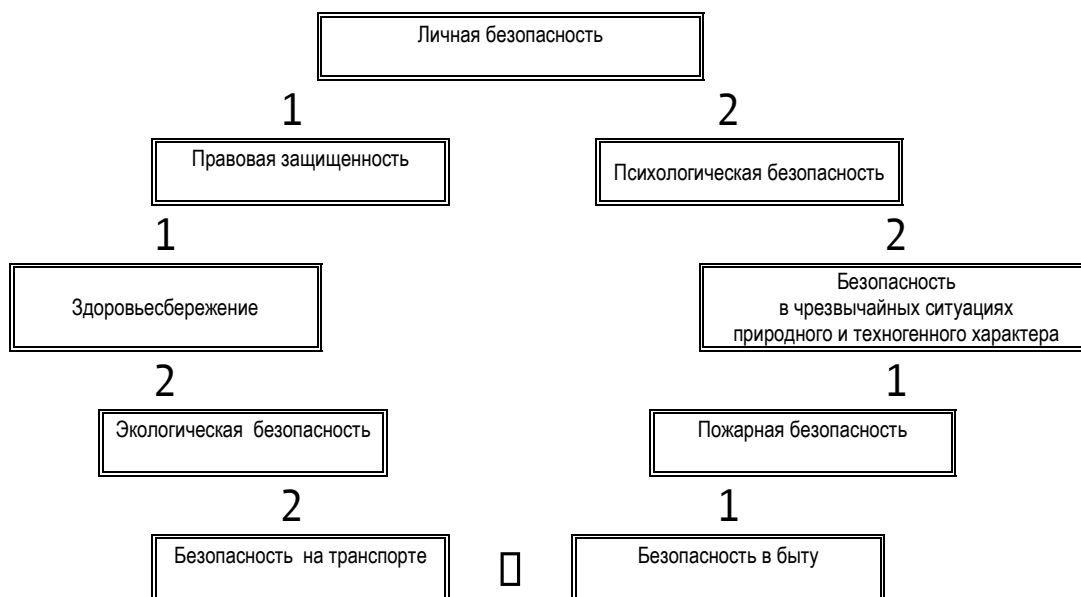 Личная безопасность
1 2
Правовая защищенность
Психологическая безопасность
1 2
Здоровьесбережение
Безопасность
в чрезвычайных ситуациях
природного и техногенного характера
2 1
Экологическая безопасность
Пожарная безопасность
2 1
Безопасность на транспорте
Безопасность в быту